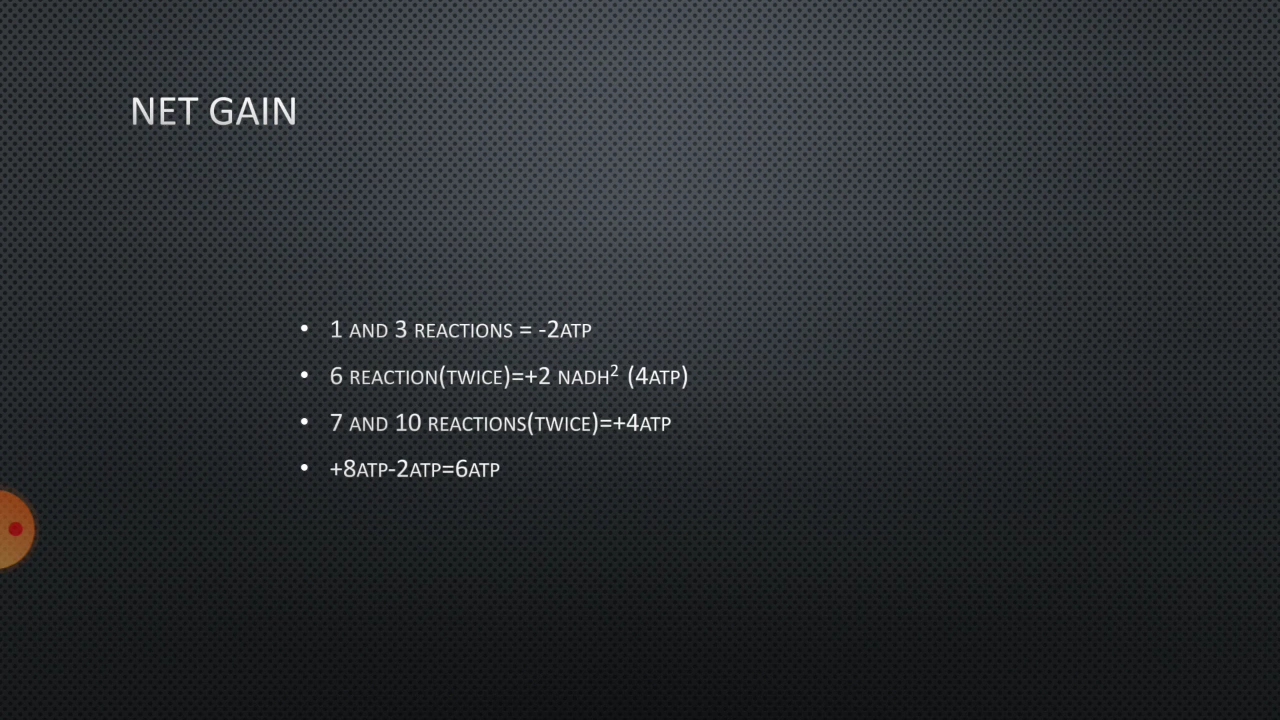 NET GAIN
• 1 AND 3 REACTIONS = -2ATP
• 6 REACTION(TWICE)=+2 NADH² (4ATP)
• 7 AND 10 REACTIONS(TWICE)=+4ATP
• +8ATP-2ATP=6ATP